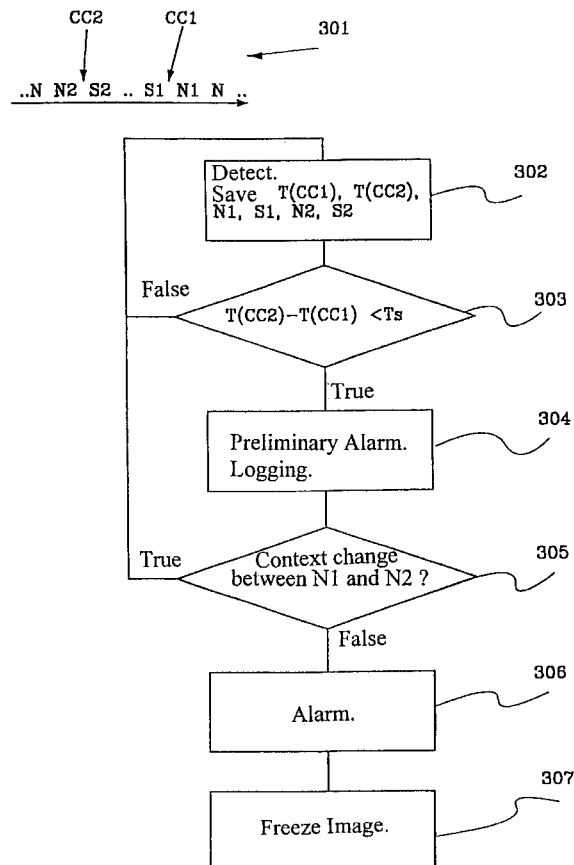 CC2 CC1
301
..N N2 S2 .. S1 N1 N ..
Detect.
Save T(CC1), T(CC2),
N1, S1, N2, S2
302
False
T(CC2)-T(CC1) <Ts
303
True
Preliminary Alarm.
Logging.
304
True
Context change
between N1 and N2 ?
305
False
Alarm.
306
Freeze Image.
307